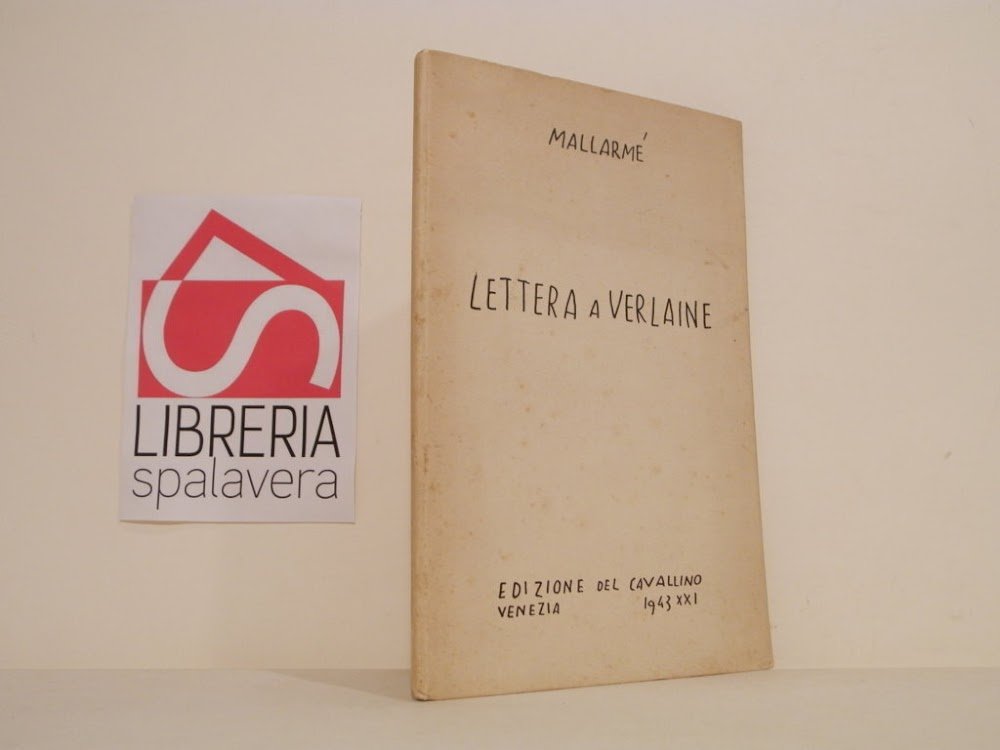 LIBRERIA
spalavera
MALLARMÉ
LETTERA A VERLAINE
EDIZIONE DEL CAVALLINO
VENEZIA 1943 XXI